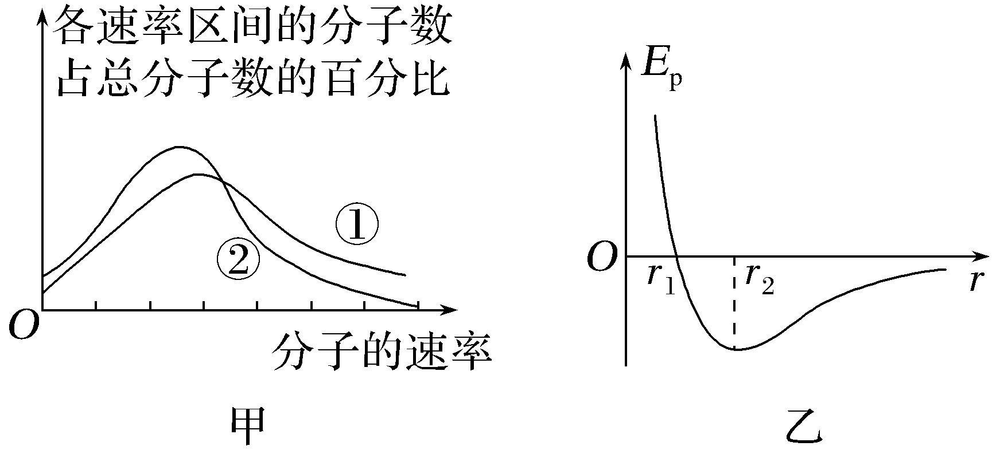 各速率区间的分子数
占总分子数的百分比
①
②
O
分子的速率
甲
Eₚ
O
r₁
r₂
r
乙